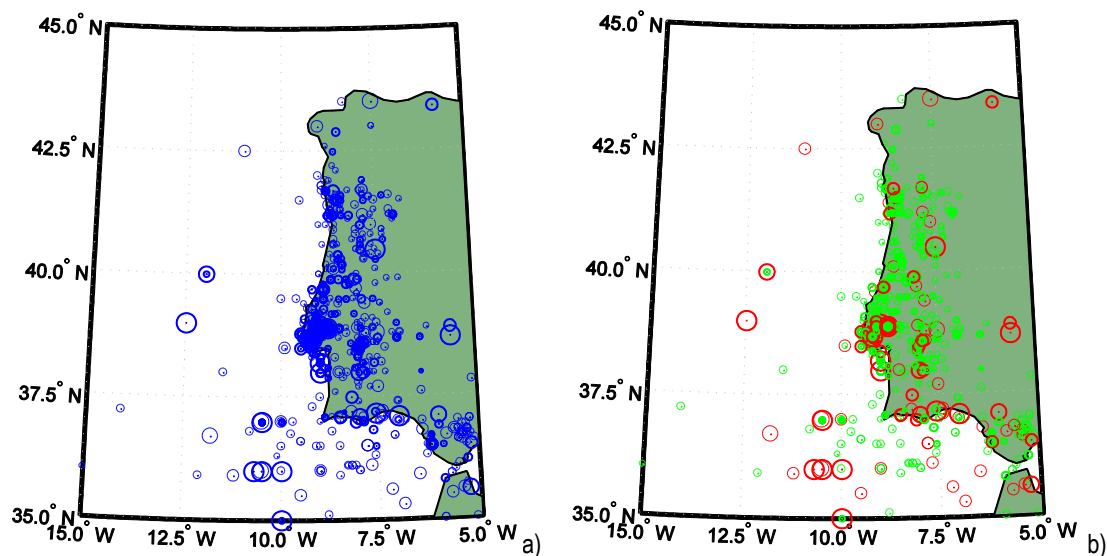 45.0° N
42.5° N
40.0° N
37.5° N
35.0° N
15.0° W
12.5° W
10.0° W
7.5° W
5.0° W
a)
45.0° N
42.5° N
40.0° N
37.5° N
35.0° N
15.0° W
12.5° W
10.0° W
7.5° W
5.0° W
b)